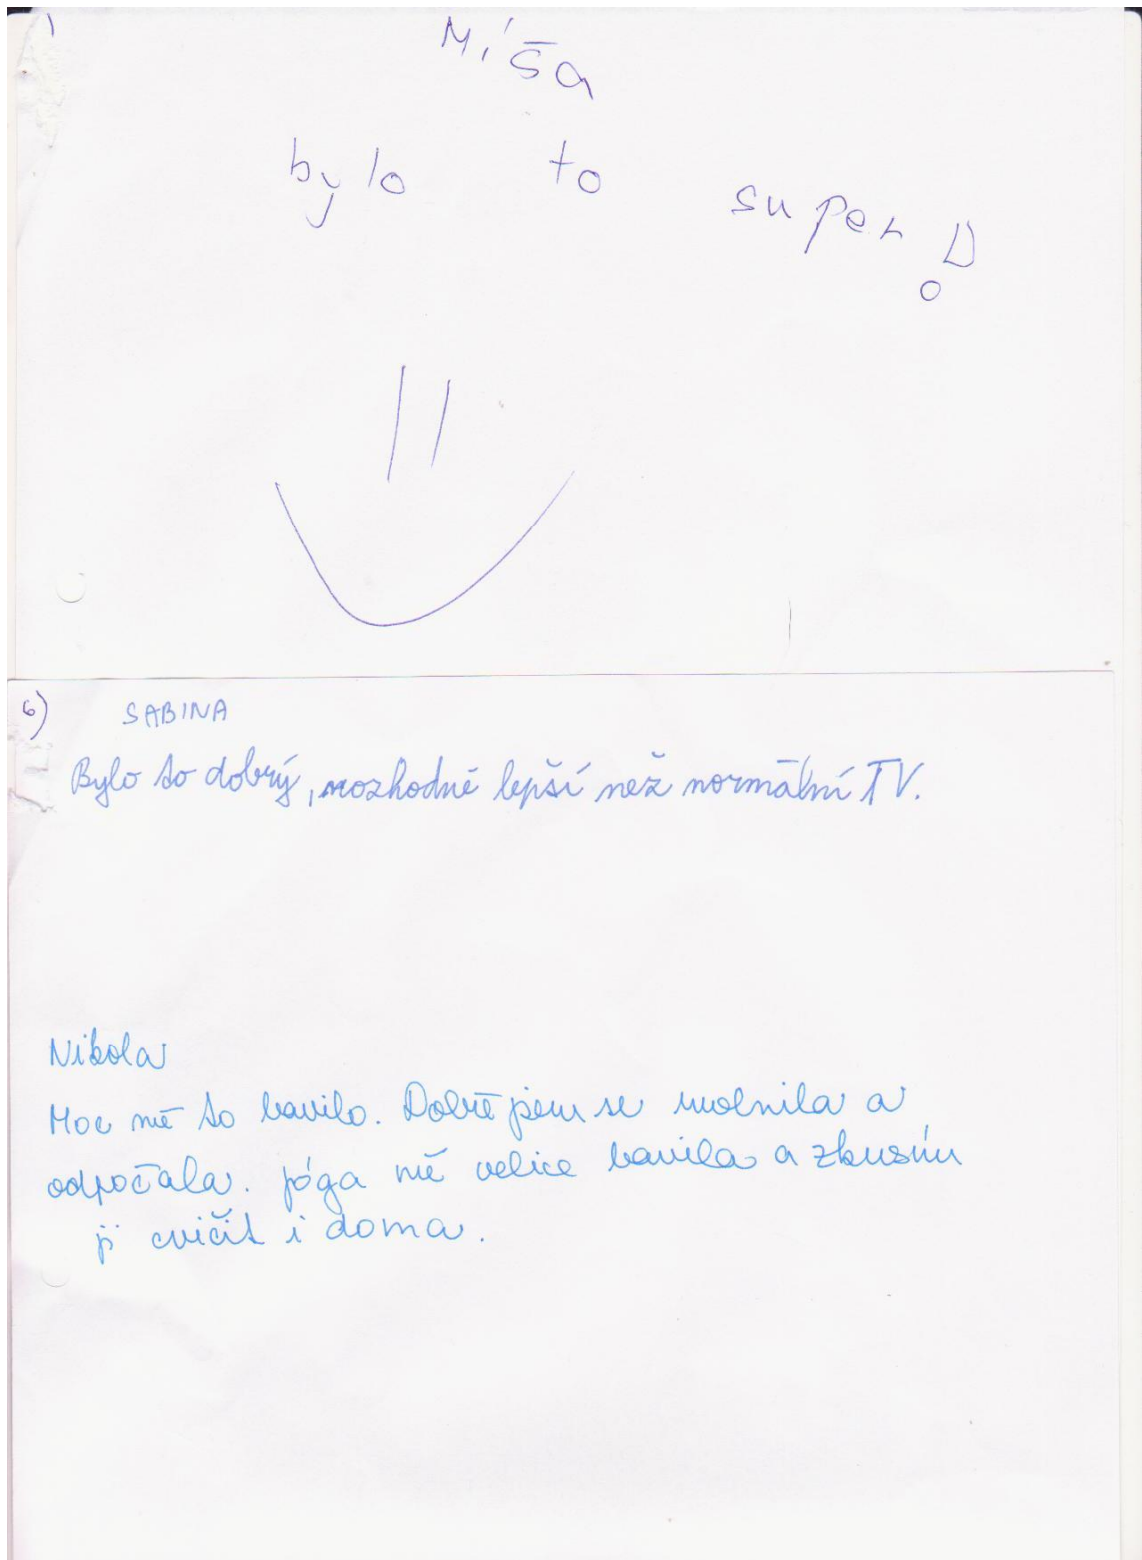 Míša
bylo to super!
6)
SABINA
Bylo to dobrý, rozhodně lepší než normální TV.
Nikola
Moc mě to bavilo. Dobře jsem se uvolnila a
odpočala. jóga mě velice bavila a zkusím
ji cvičit i doma.